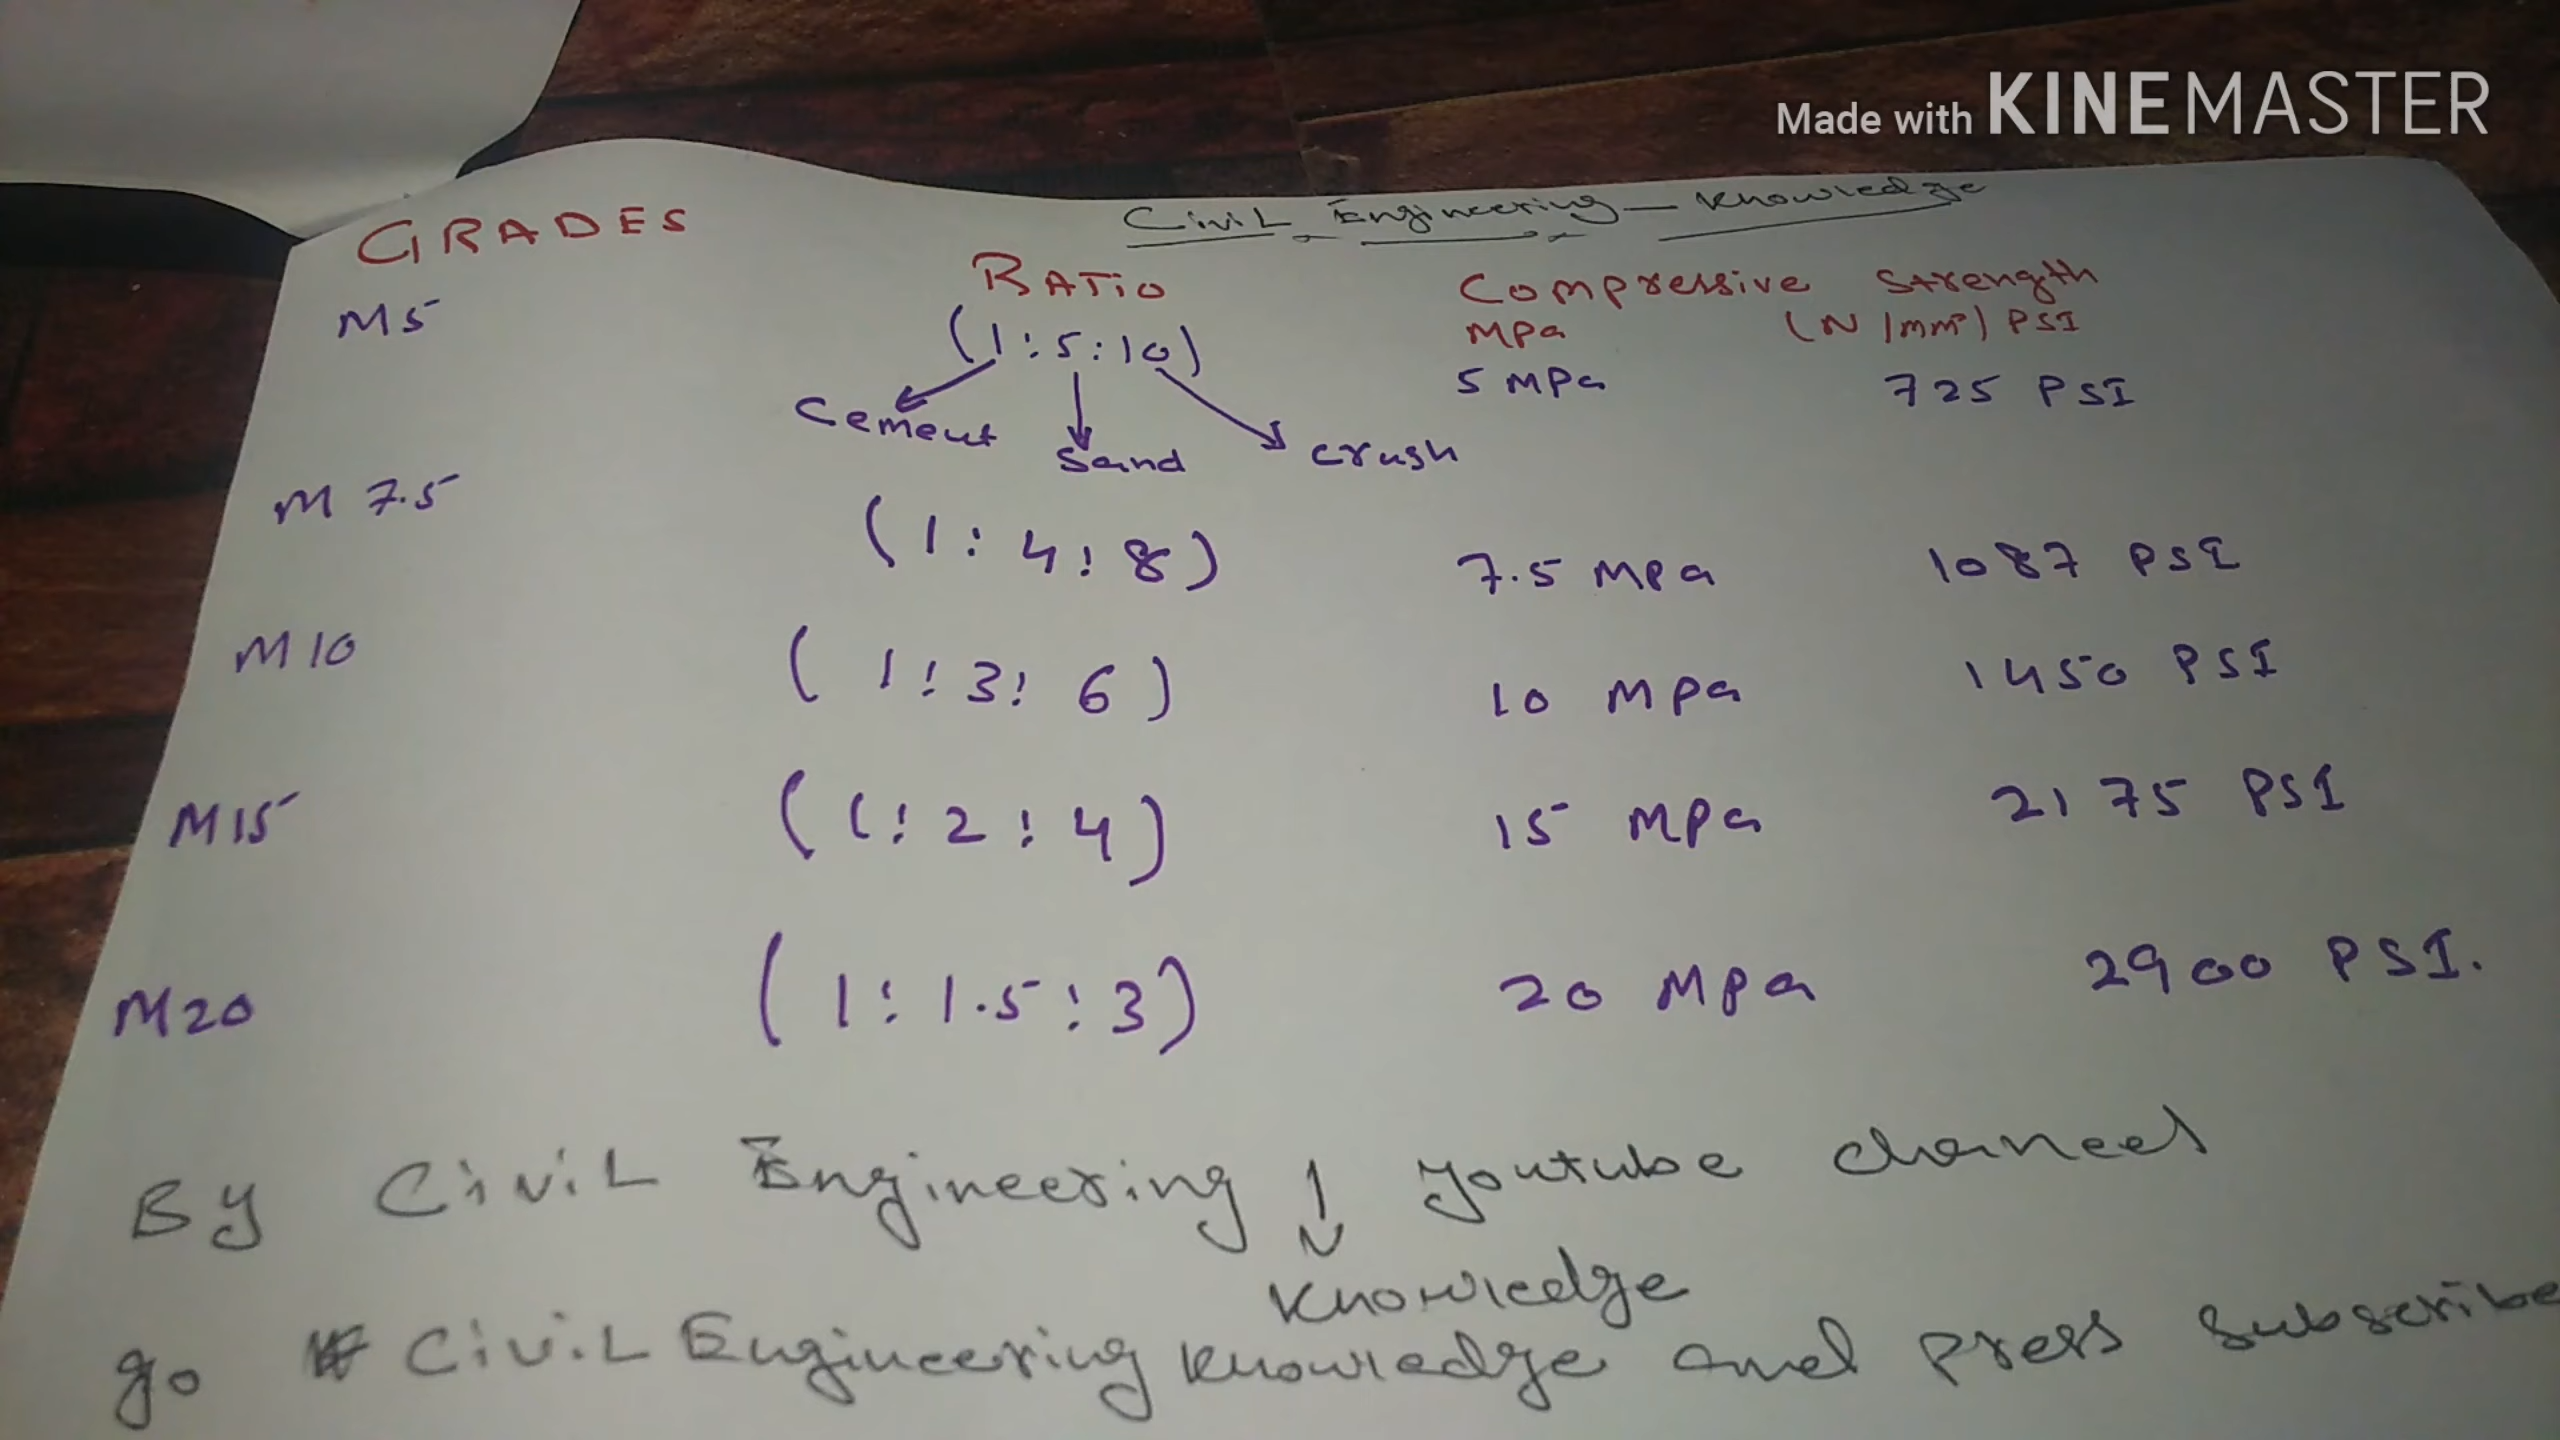 Made with KINEMASTER
Civil Engineering - Knowledge
GRADES RATIO Compressive Strength
MPa (N/mm²) PSI
M5 (1:5:10) 5 MPa 725 PSI
Cement Sand crush
M 7.5 (1:4:8) 7.5 MPa 1087 PSI
M10 (1:3:6) 10 MPa 1450 PSI
M15 (1:2:4) 15 MPa 2175 PSI
M20 (1:1.5:3) 20 MPa 2900 PSI.
By Civil Engineering youtube channel
Knowledge
go Civil Engineering knowledge and press subscribe